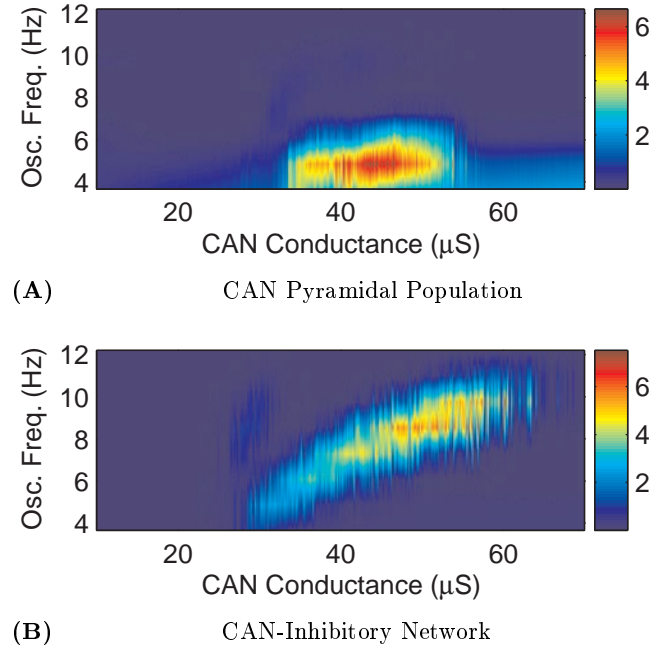 12
10
8
6
4
Osc. Freq. (Hz)
20 40 60
CAN Conductance (μS)
6
4
2
(A) CAN Pyramidal Population
12
10
8
6
4
Osc. Freq. (Hz)
20 40 60
CAN Conductance (μS)
6
4
2
(B) CAN-Inhibitory Network